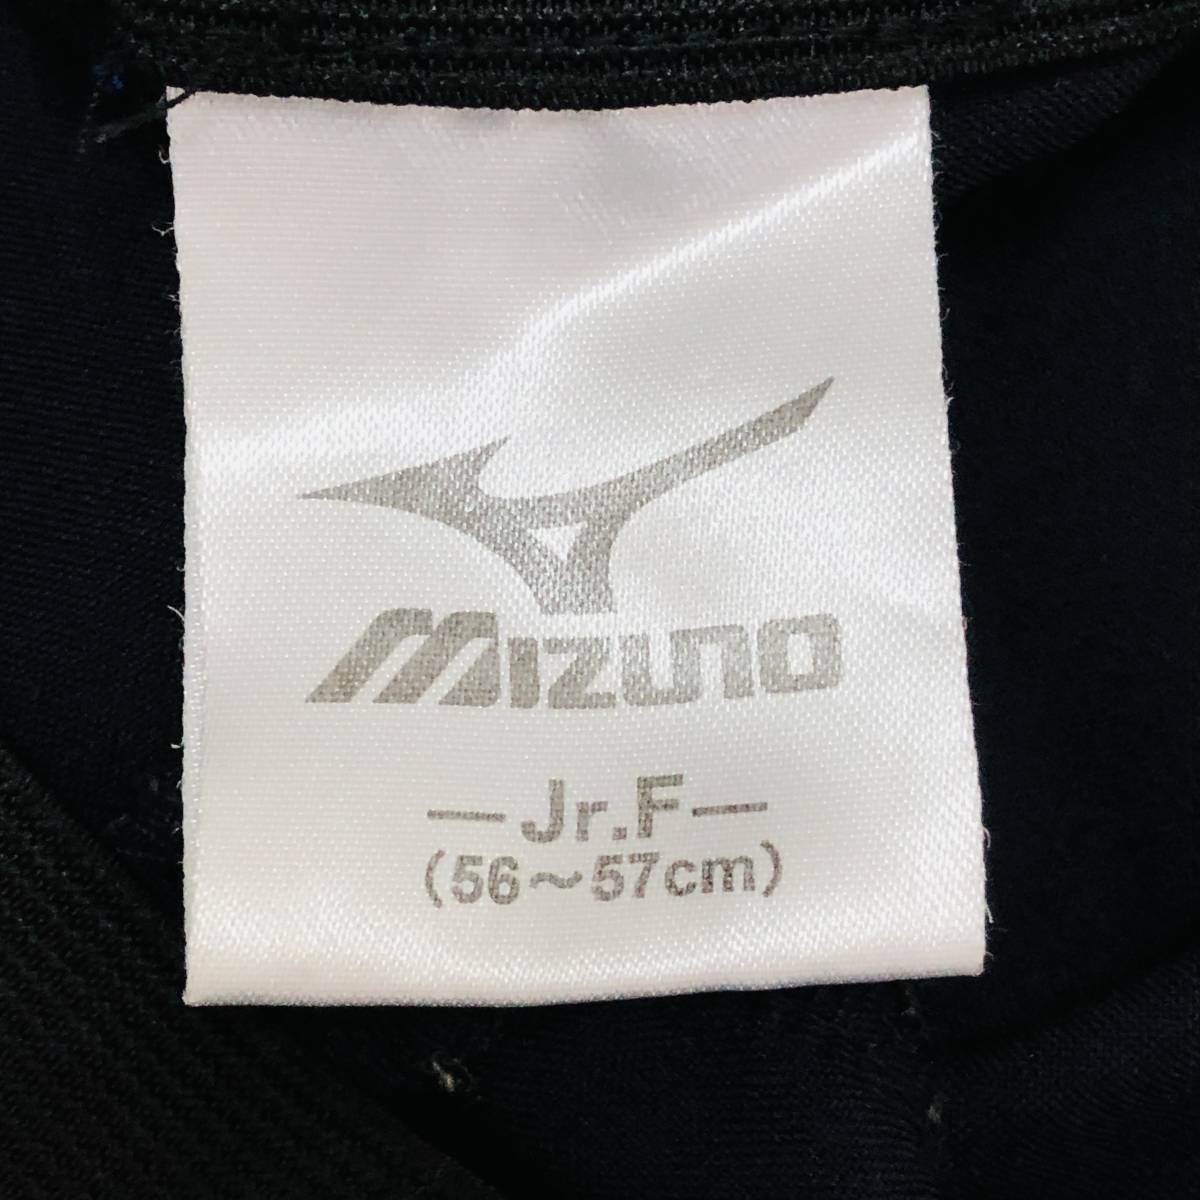 MIZUNO
—Jr.F—
(56～57cm)